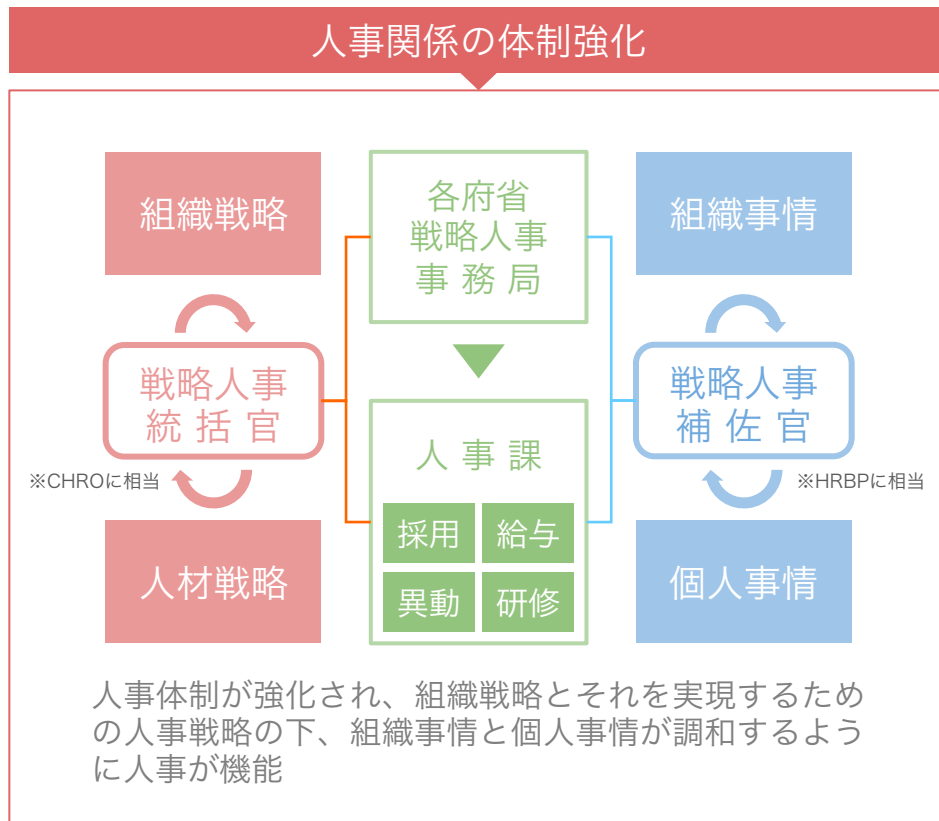 人事関係の体制強化
組織戦略
各府省
戦略人事
事務局
組織事情
戦略人事
統括官
戦略人事
補佐官
※CHROに相当
※HRBPに相当
人事課
採用
給与
異動
研修
人材戦略
個人事情
人事体制が強化され、組織戦略とそれを実現するため
の人事戦略の下、組織事情と個人事情が調和するよう
に人事が機能